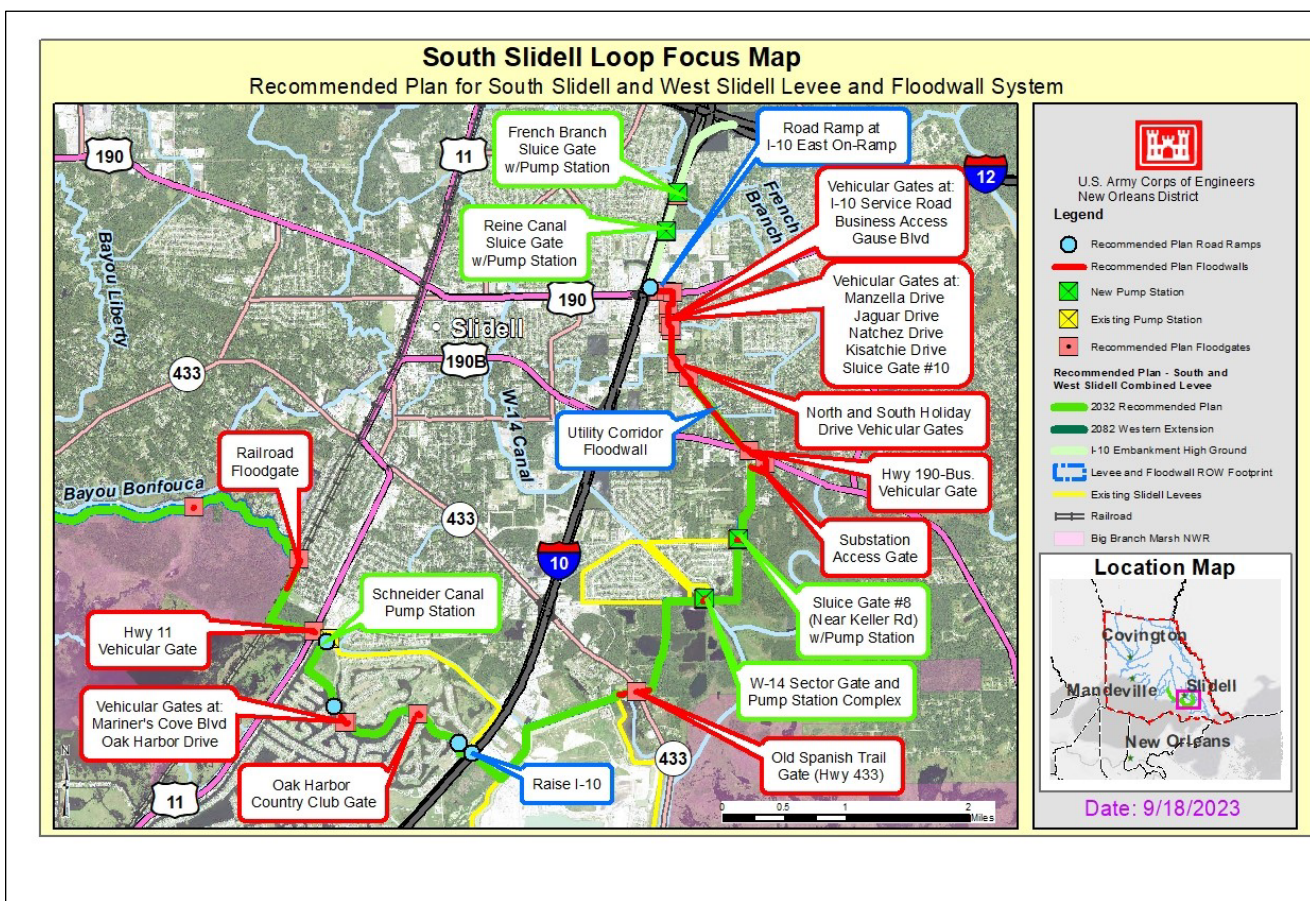 South Slidell Loop Focus Map
Recommended Plan for South Slidell and West Slidell Levee and Floodwall System
190
11
French Branch
Sluice Gate
w/Pump Station
Road Ramp at
I-10 East On-Ramp
12
French
Branch
Vehicular Gates at:
I-10 Service Road
Business Access
Gause Blvd
Reine Canal
Sluice Gate
w/Pump Station
Bayou Liberty
190
Vehicular Gates at:
Manzella Drive
Jaguar Drive
Natchez Drive
Kisatchie Drive
Sluice Gate #10
Slidell
190B
433
W-14 Canal
North and South Holiday
Drive Vehicular Gates
Utility Corridor
Floodwall
Railroad
Floodgate
Hwy 190-Bus.
Vehicular Gate
Bayou Bonfouca
433
10
Substation
Access Gate
Schneider Canal
Pump Station
Sluice Gate #8
(Near Keller Rd)
w/Pump Station
Hwy 11
Vehicular Gate
W-14 Sector Gate and
Pump Station Complex
Vehicular Gates at:
Mariner's Cove Blvd
Oak Harbor Drive
433
Old Spanish Trail
Gate (Hwy 433)
Oak Harbor
Country Club Gate
Raise I-10
11
N
0 0.5 1 2
Miles
U.S. Army Corps of Engineers
New Orleans District
Legend
Recommended Plan Road Ramps
Recommended Plan Floodwalls
New Pump Station
Existing Pump Station
Recommended Plan Floodgates
Recommended Plan - South and
West Slidell Combined Levee
2032 Recommended Plan
2082 Western Extension
I-10 Embankment High Ground
Levee and Floodwall ROW Footprint
Existing Slidell Levees
Railroad
Big Branch Marsh NWR
Location Map
Covington
Mandeville
Slidell
New Orleans
Date: 9/18/2023